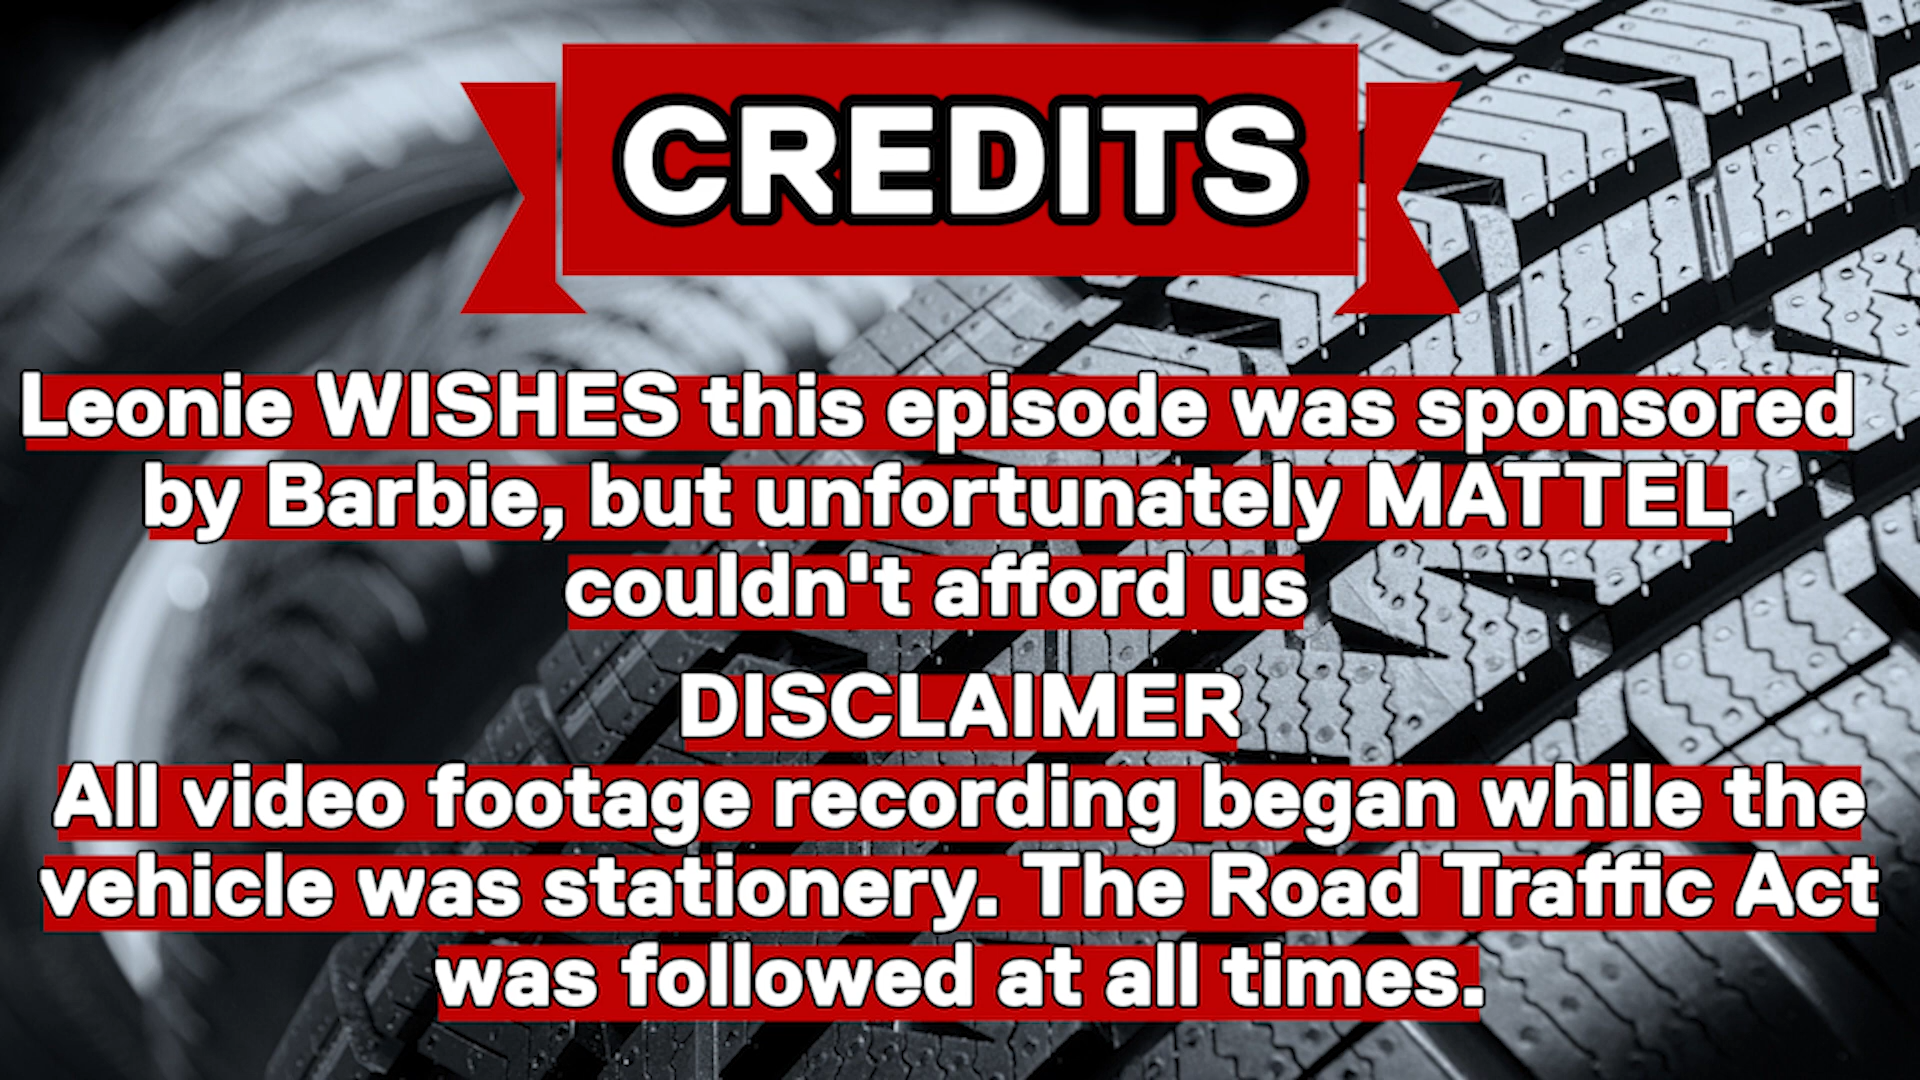 CREDITS
Leonie WISHES this episode was sponsored
by Barbie, but unfortunately MATTEL
couldn't afford us
DISCLAIMER
All video footage recording began while the
vehicle was stationery. The Road Traffic Act
was followed at all times.